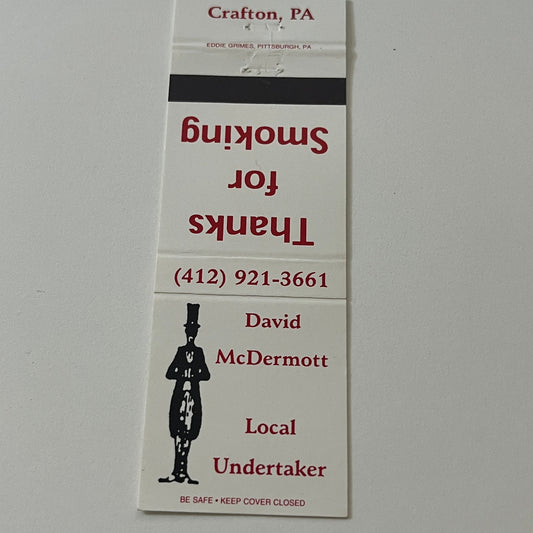 Crafton, PA
EDDIE GRIMES, PITTSBURGH, PA
Thanks
for
Smoking
(412) 921-3661
David
McDermott
Local
Undertaker
BE SAFE • KEEP COVER CLOSED